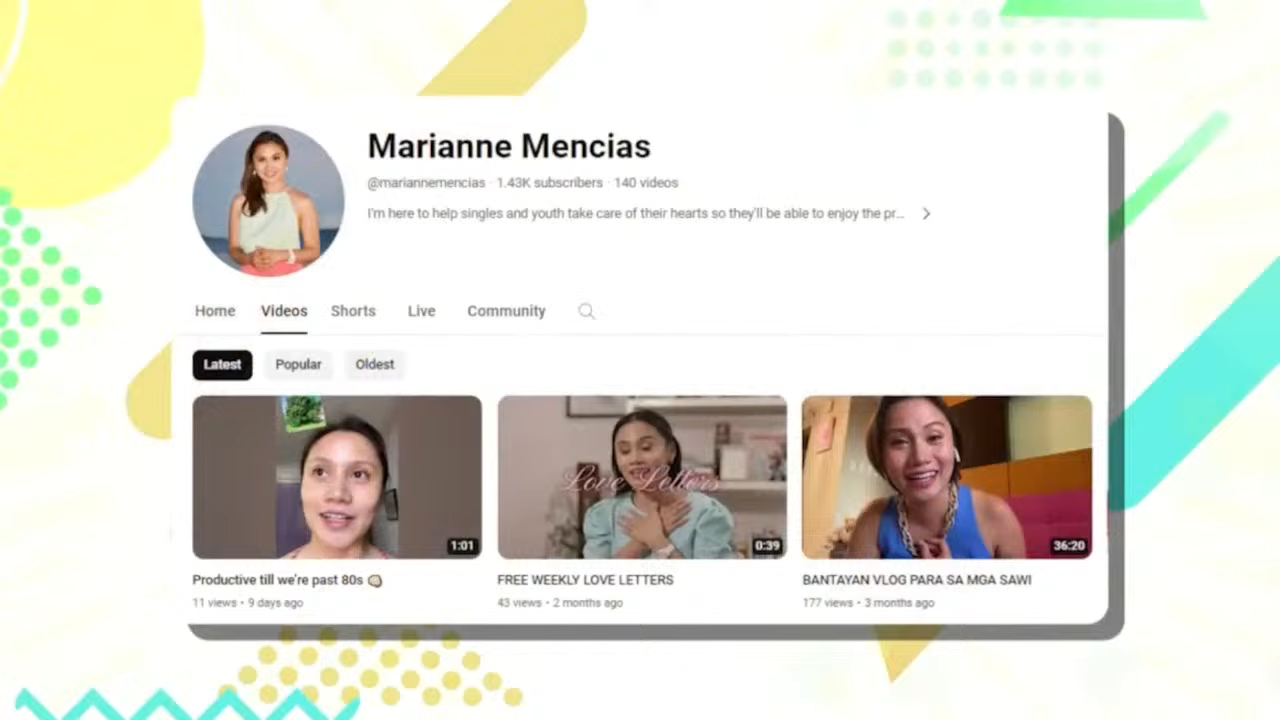 Marianne Mencias
@mariannemencias · 1.43K subscribers · 140 videos
I'm here to help singles and youth take care of their hearts so they'll be able to enjoy the pr...
Home Videos Shorts Live Community
Latest Popular Oldest
Love Letters
1:01 0:39 36:20
Productive till we're past 80s FREE WEEKLY LOVE LETTERS BANTAYAN VLOG PARA SA MGA SAWI
11 views • 9 days ago 43 views • 2 months ago 177 views • 3 months ago